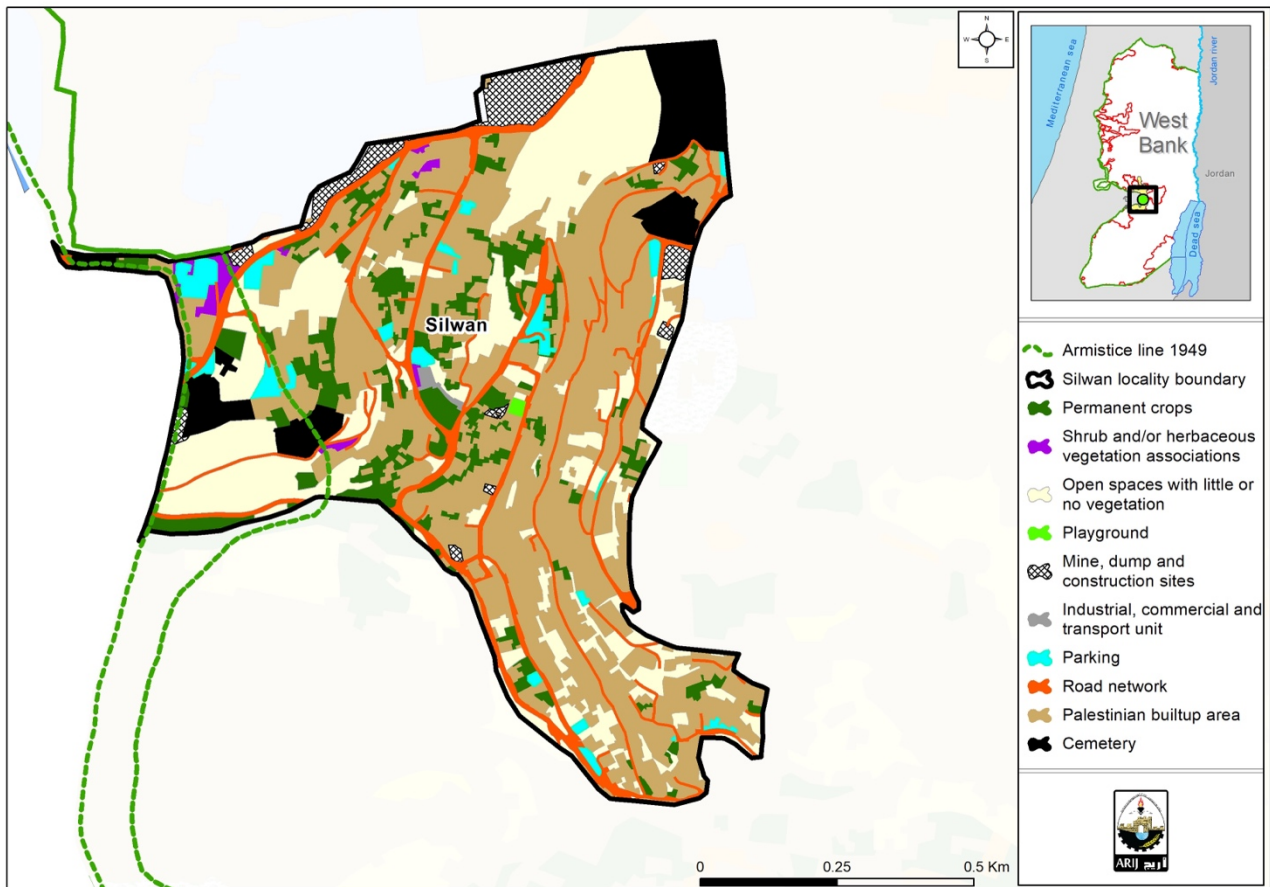 N
W
E
S
Mediterranean sea
Jordan river
West
Bank
Jordan
Dead sea
Silwan
Armistice line 1949
Silwan locality boundary
Permanent crops
Shrub and/or herbaceous
vegetation associations
Open spaces with little or
no vegetation
Playground
Mine, dump and
construction sites
Industrial, commercial and
transport unit
Parking
Road network
Palestinian builtup area
Cemetery
ARIJ أريج
0
0.25
0.5 Km